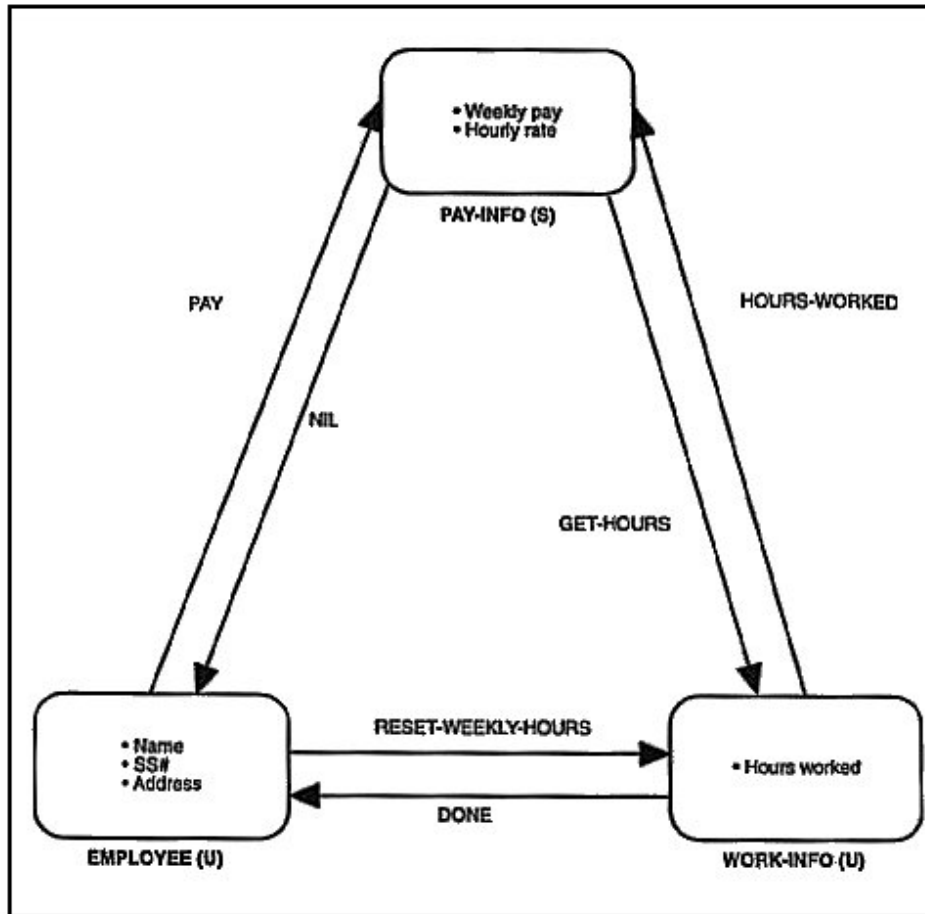 • Weekly pay
• Hourly rate
PAY-INFO (S)
PAY
HOURS-WORKED
NIL
GET-HOURS
• Name
• SS#
• Address
EMPLOYEE (U)
RESET-WEEKLY-HOURS
DONE
• Hours worked
WORK-INFO (U)